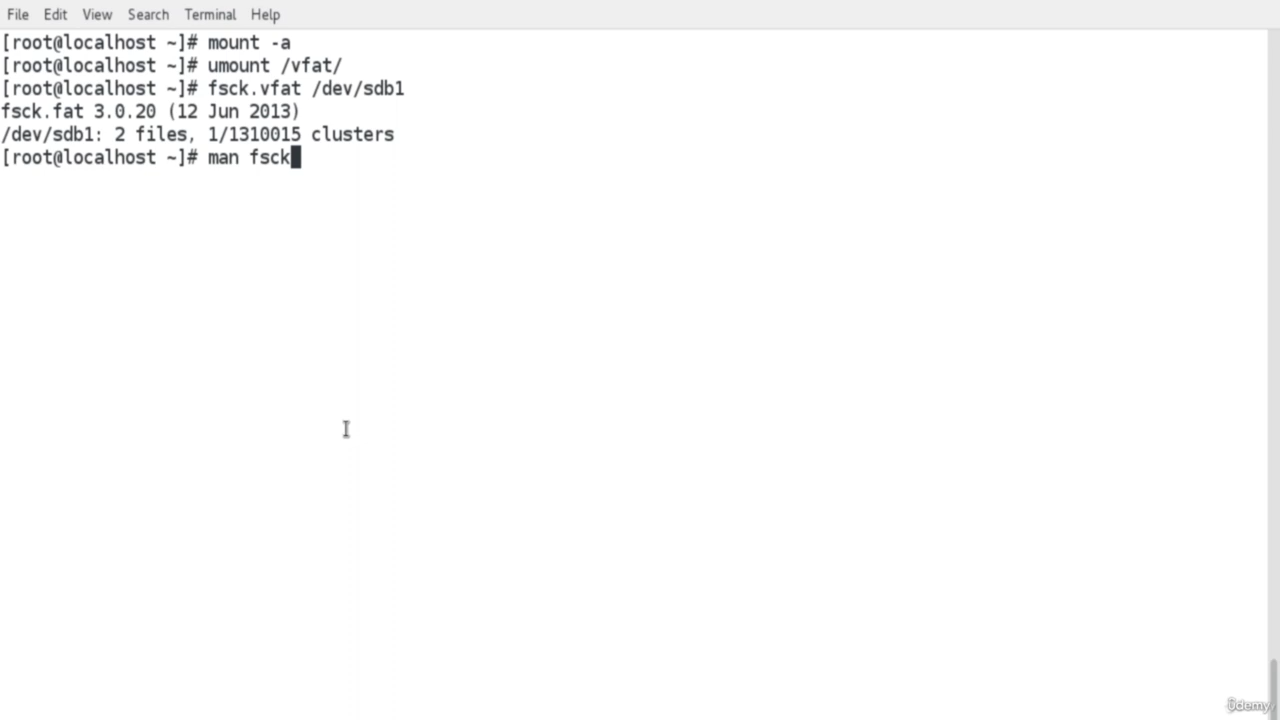 File Edit View Search Terminal Help
[root@localhost ~]# mount -a
[root@localhost ~]# umount /vfat/
[root@localhost ~]# fsck.vfat /dev/sdb1
fsck.fat 3.0.20 (12 Jun 2013)
/dev/sdb1: 2 files, 1/1310015 clusters
[root@localhost ~]# man fsck
Udemy